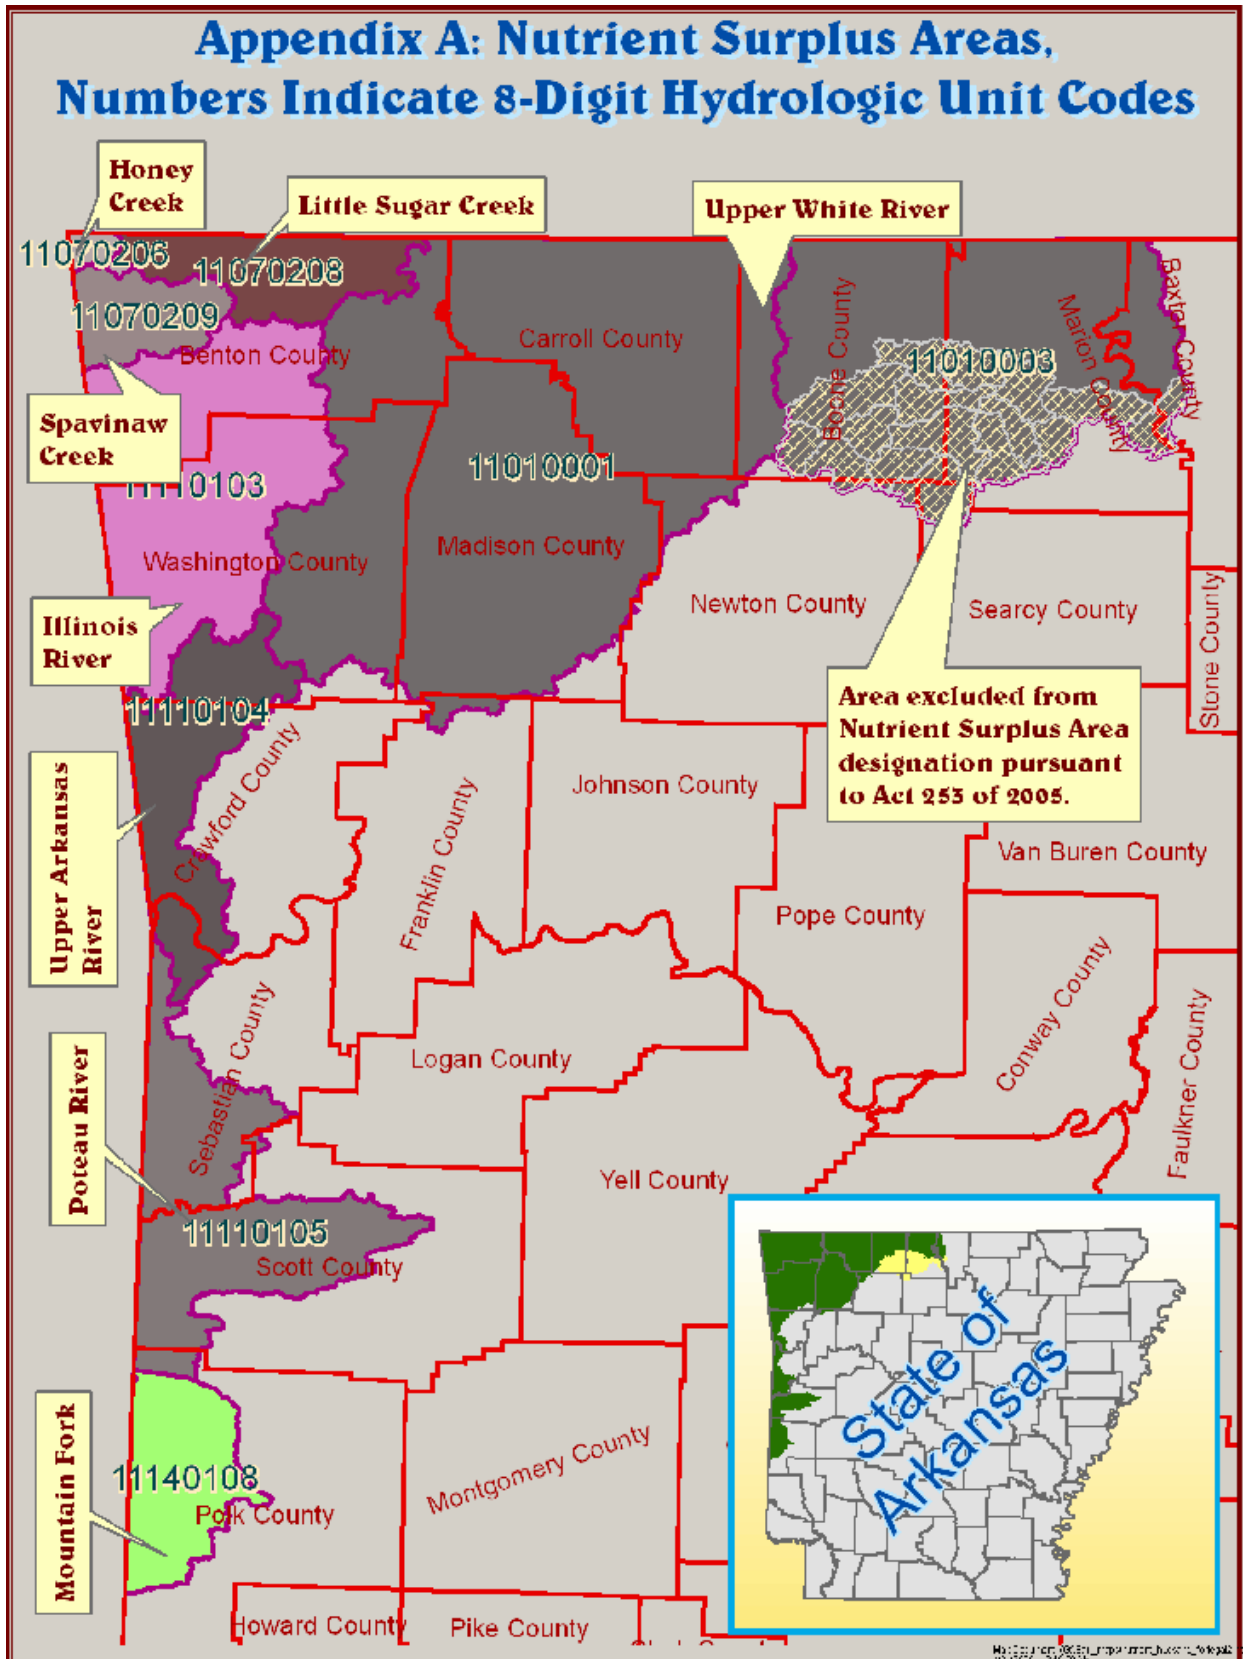 Appendix A: Nutrient Surplus Areas,
Numbers Indicate 8-Digit Hydrologic Unit Codes
Honey
Creek
Little Sugar Creek
Upper White River
11070206
11070208
11070209
Benton County
Carroll County
Boone County
11010003
Marion County
Baxter County
Spavinaw
Creek
11110103
11010001
Washington County
Madison County
Newton County
Searcy County
Stone County
Illinois
River
11110104
Area excluded from
Nutrient Surplus Area
designation pursuant
to Act 253 of 2005.
Upper Arkansas
River
Crawford County
Franklin County
Johnson County
Van Buren County
Pope County
Conway County
Faulkner County
Sebastian County
Logan County
Poteau River
Yell County
11110105
Scott County
State of
Arkansas
Mountain Fork
11140108
Polk County
Montgomery County
Howard County
Pike County